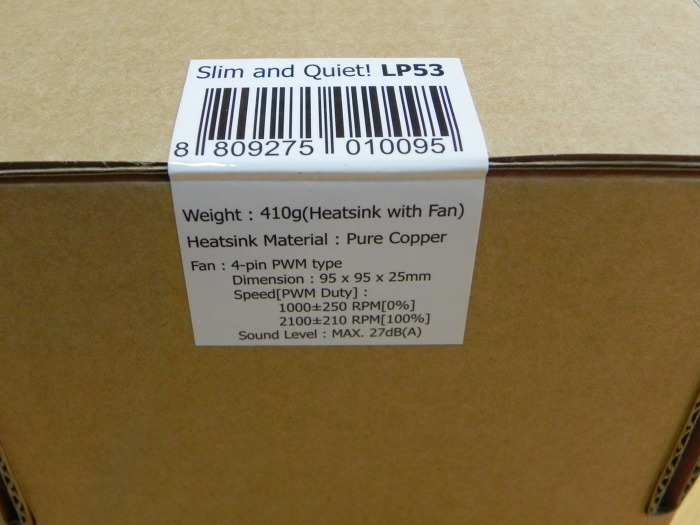 Slim and Quiet! LP53
8 809275 010095
Weight : 410g(Heatsink with Fan)
Heatsink Material : Pure Copper
Fan : 4-pin PWM type
Dimension : 95 x 95 x 25mm
Speed[PWM Duty] :
1000±250 RPM[0%]
2100±210 RPM[100%]
Sound Level : MAX. 27dB(A)